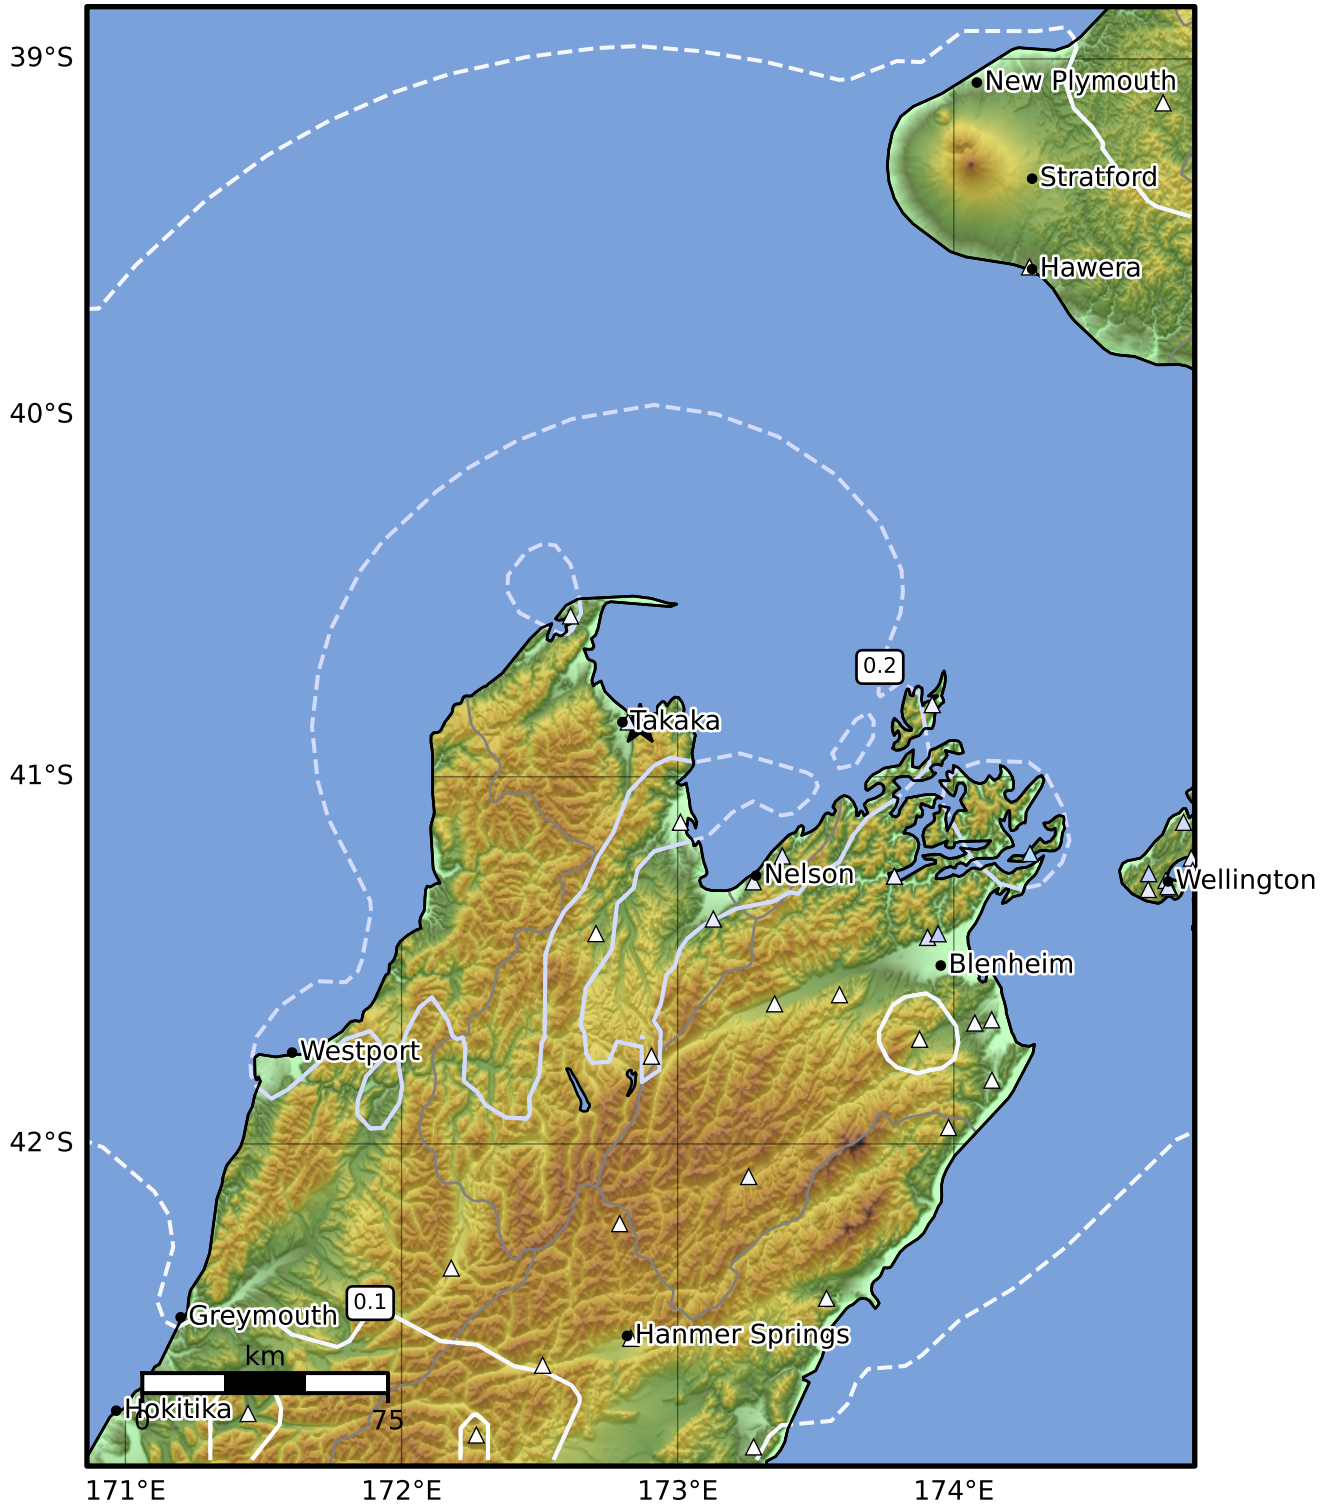 39°S
New Plymouth
Stratford
Hawera
40°S
0.2
Takaka
41°S
Nelson
Wellington
Blenheim
Westport
42°S
0.1
Greymouth
Hanmer Springs
km
Hokitika
0
75
171°E
172°E
173°E
174°E